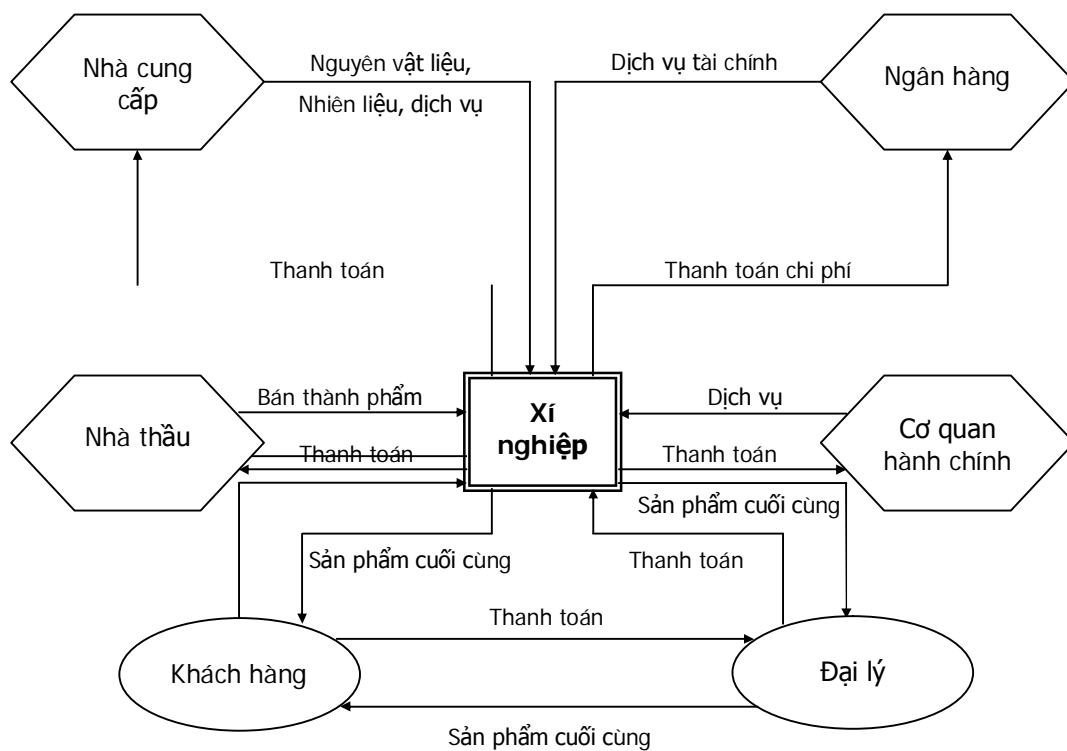 Nhà cung
cấp
Nguyên vật liệu,
Nhiên liệu, dịch vụ
Dịch vụ tài chính
Ngân hàng
Thanh toán
Thanh toán chi phí
Nhà thầu
Bán thành phẩm
Thanh toán
Xí
nghiệp
Dịch vụ
Thanh toán
Cơ quan
hành chính
Sản phẩm cuối cùng
Sản phẩm cuối cùng
Thanh toán
Thanh toán
Khách hàng
Đại lý
Sản phẩm cuối cùng